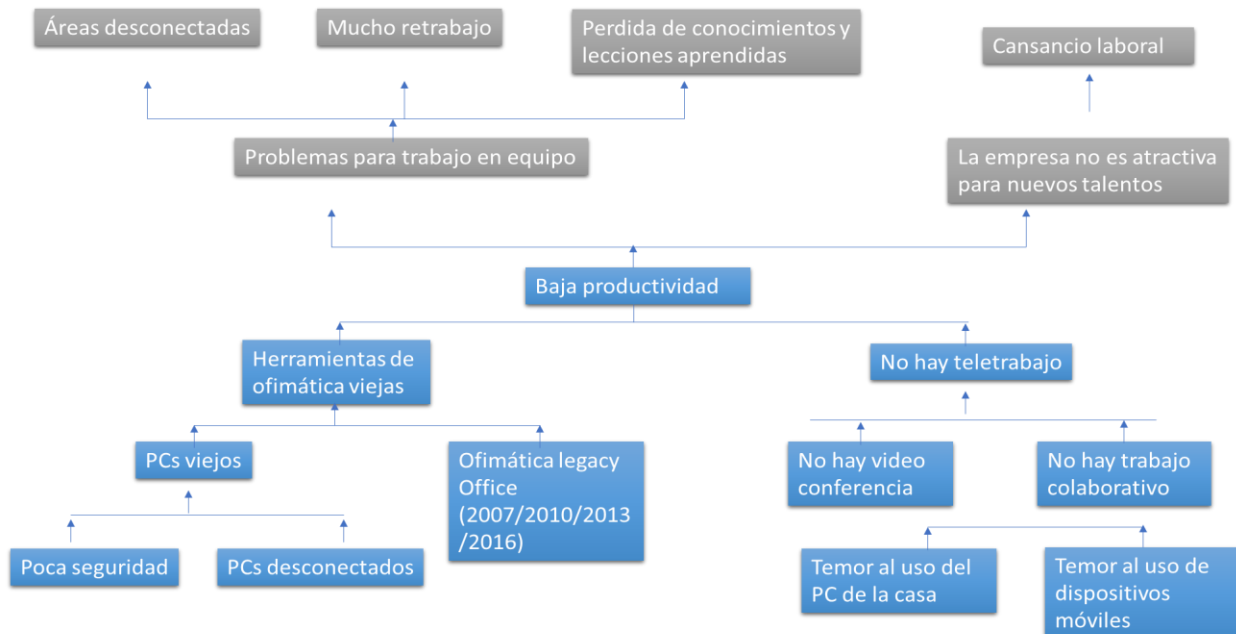 Áreas desconectadas
Mucho retrabajo
Perdida de conocimientos y
lecciones aprendidas
Cansancio laboral
Problemas para trabajo en equipo
La empresa no es atractiva
para nuevos talentos
Baja productividad
Herramientas de
ofimática viejas
No hay teletrabajo
PCs viejos
Ofimática legacy
Office
(2007/2010/2013
/2016)
No hay video
conferencia
No hay trabajo
colaborativo
Poca seguridad
PCs desconectados
Temor al uso del
PC de la casa
Temor al uso de
dispositivos
móviles